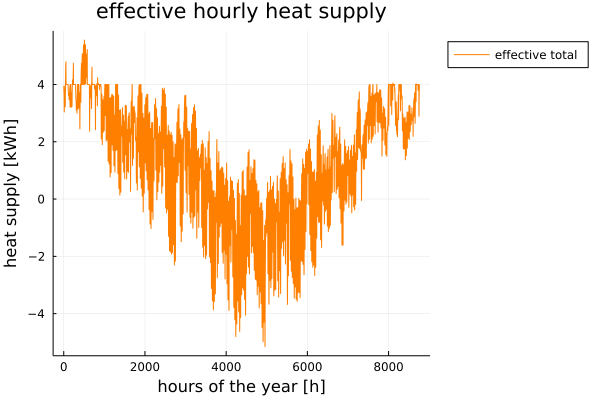 effective hourly heat supply
effective total
heat supply [kWh]
4
2
0
−2
−4
0 2000 4000 6000 8000
hours of the year [h]